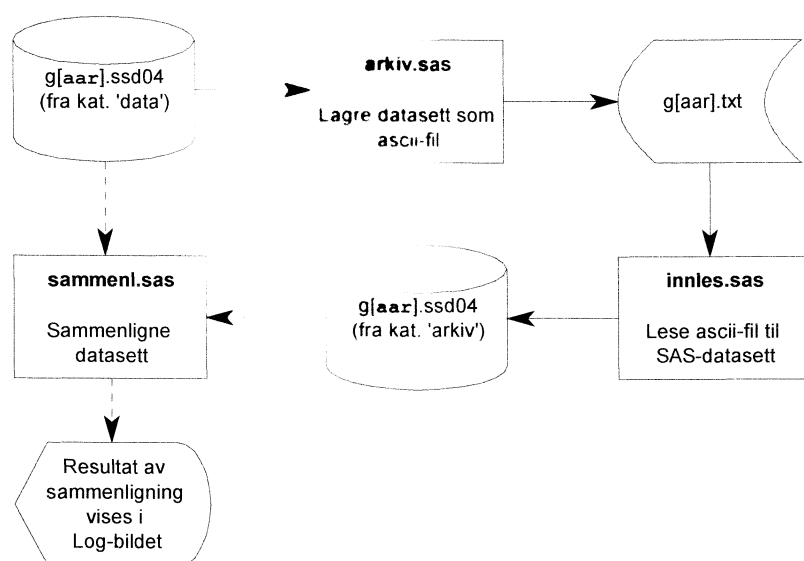 g[aar].ssd04
(fra kat. 'data')
arkiv.sas
Lagre datasett som
ascii-fil
g[aar].txt
sammenl.sas
Sammenligne
datasett
g[aar].ssd04
(fra kat. 'arkiv')
innles.sas
Lese ascii-fil til
SAS-datasett
Resultat av
sammenligning
vises i
Log-bildet